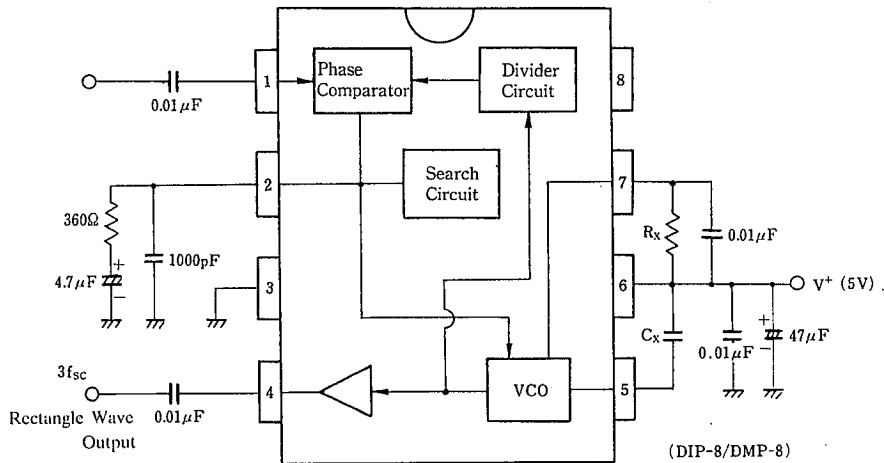 1
Phase
Comparator
Divider
Circuit
8
0.01μF
2
Search
Circuit
7
360Ω
4.7μF
+
−
1000pF
Rx
0.01μF
3
6
V+ (5V)
Cx
0.01μF
+
−
47μF
3fsc
4
VCO
5
0.01μF
Rectangle Wave
Output
(DIP-8/DMP-8)